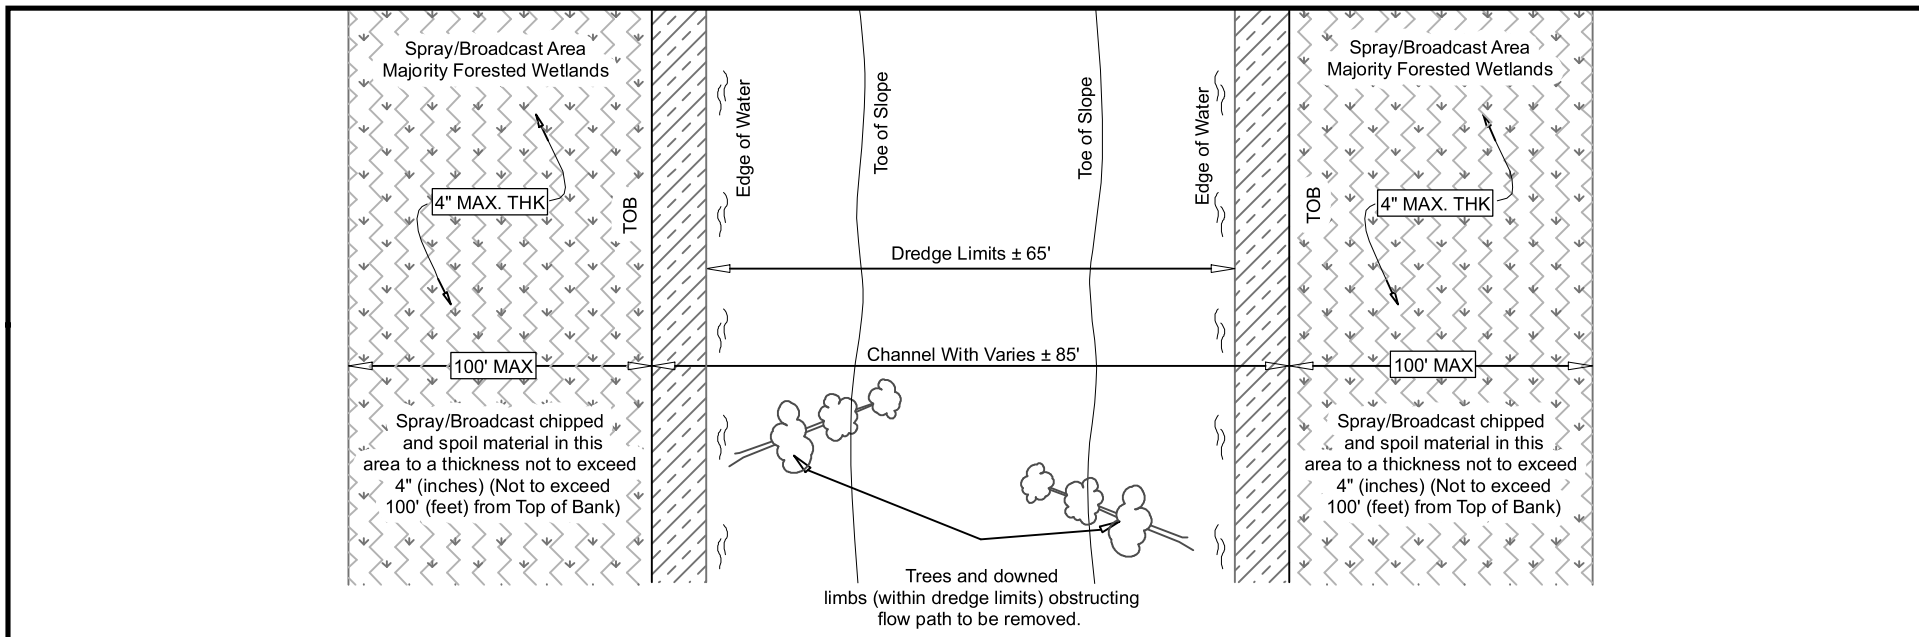 Spray/Broadcast Area
Majority Forested Wetlands
4" MAX. THK
TOB
Edge of Water
Toe of Slope
Toe of Slope
Edge of Water
TOB
Spray/Broadcast Area
Majority Forested Wetlands
4" MAX. THK
Dredge Limits ± 65'
100' MAX
Channel With Varies ± 85'
100' MAX
Spray/Broadcast chipped
and spoil material in this
area to a thickness not to exceed
4" (inches) (Not to exceed
100' (feet) from Top of Bank)
Spray/Broadcast chipped
and spoil material in this
area to a thickness not to exceed
4" (inches) (Not to exceed
100' (feet) from Top of Bank)
Trees and downed
limbs (within dredge limits) obstructing
flow path to be removed.